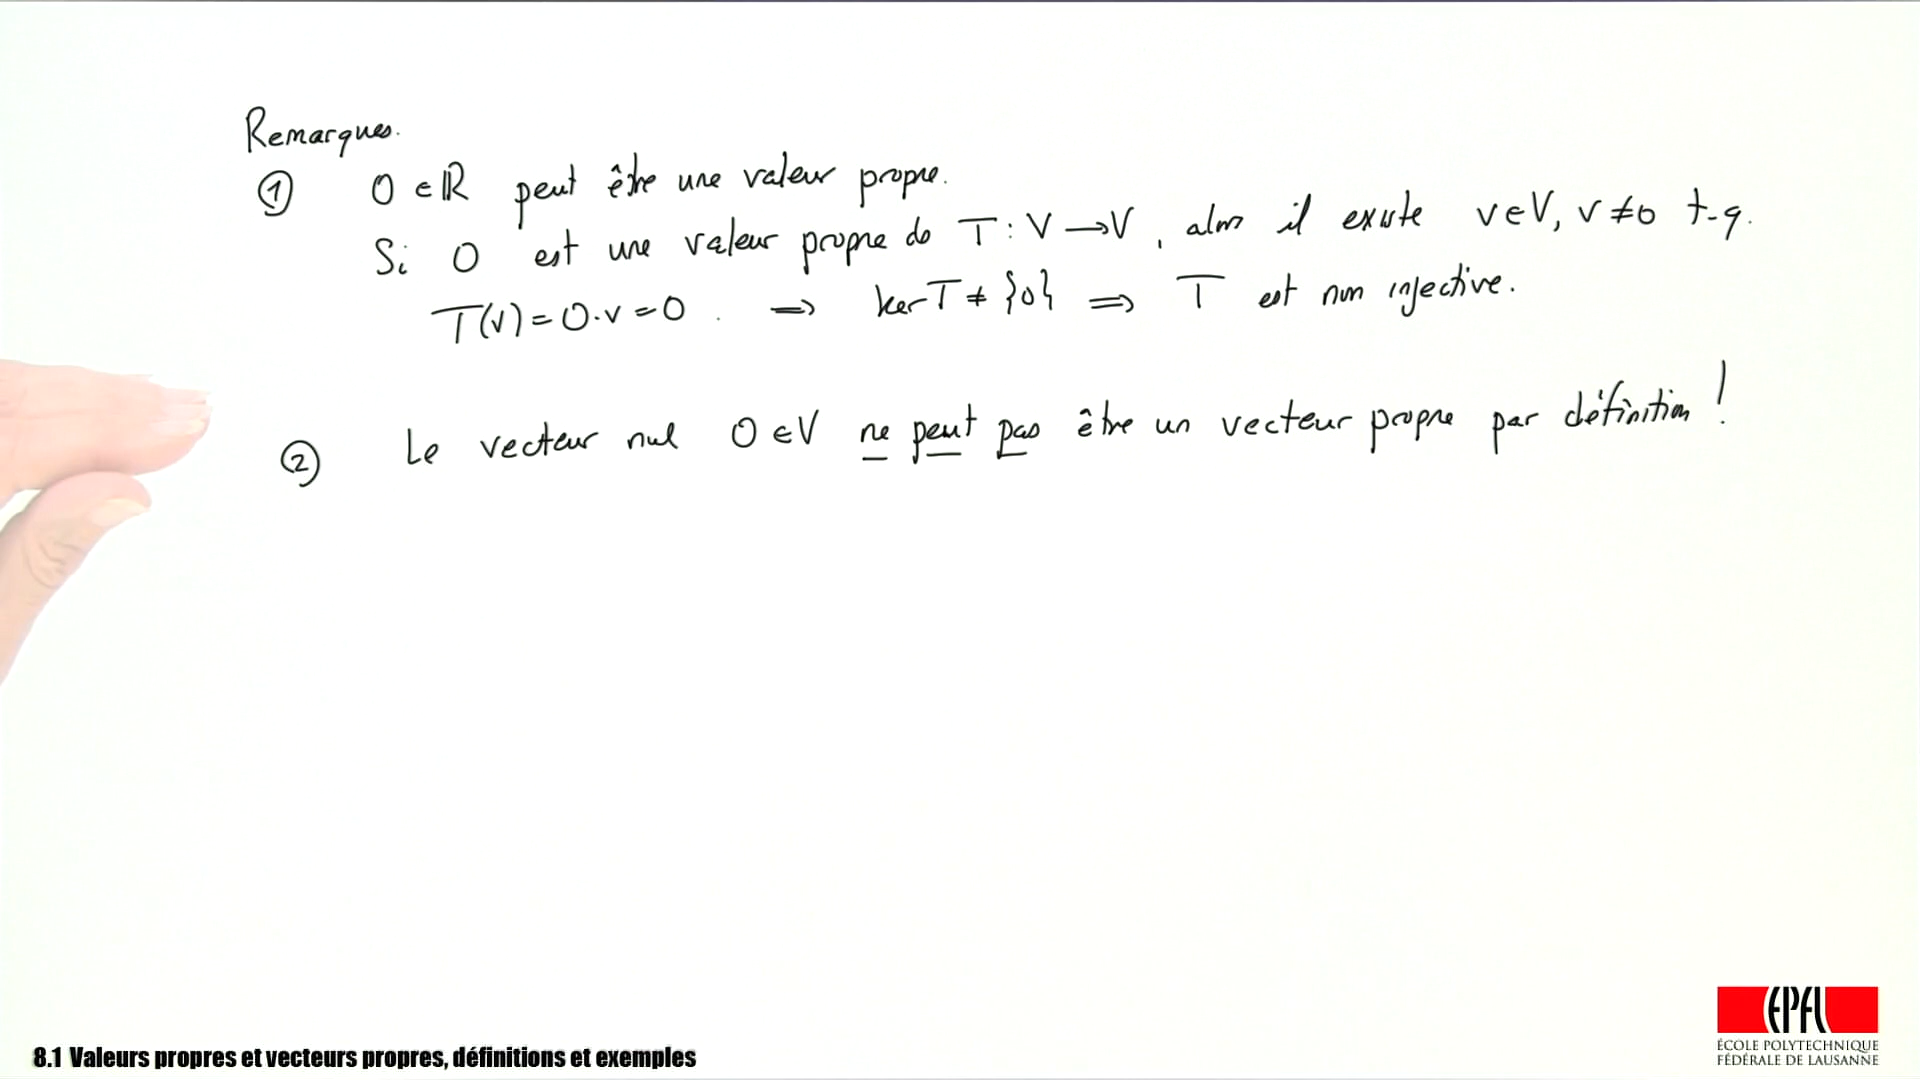 Remarques.
① 0 ∈ ℝ peut être une valeur propre.
Si 0 est une valeur propre de T : V → V, alors il existe v ∈ V, v ≠ 0 t.q.
T(v) = 0·v = 0. ⇒ ker T ≠ {0} ⇒ T est non injective.
② Le vecteur nul 0 ∈ V ne peut pas être un vecteur propre par définition !
EPFL
ÉCOLE POLYTECHNIQUE
FÉDÉRALE DE LAUSANNE
8.1 Valeurs propres et vecteurs propres, définitions et exemples